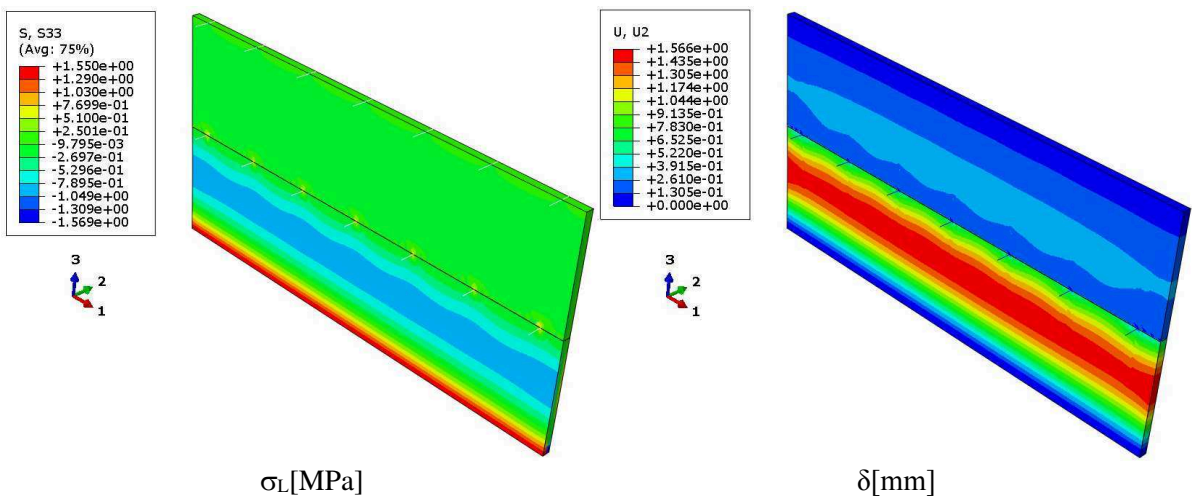 S, S33
(Avg: 75%)
+1.550e+00
+1.290e+00
+1.030e+00
+7.699e-01
+5.100e-01
+2.501e-01
-9.795e-03
-2.697e-01
-5.296e-01
-7.895e-01
-1.049e+00
-1.309e+00
-1.569e+00
3
2
1
σL[MPa]
U, U2
+1.566e+00
+1.435e+00
+1.305e+00
+1.174e+00
+1.044e+00
+9.135e-01
+7.830e-01
+6.525e-01
+5.220e-01
+3.915e-01
+2.610e-01
+1.305e-01
+0.000e+00
3
2
1
δ[mm]